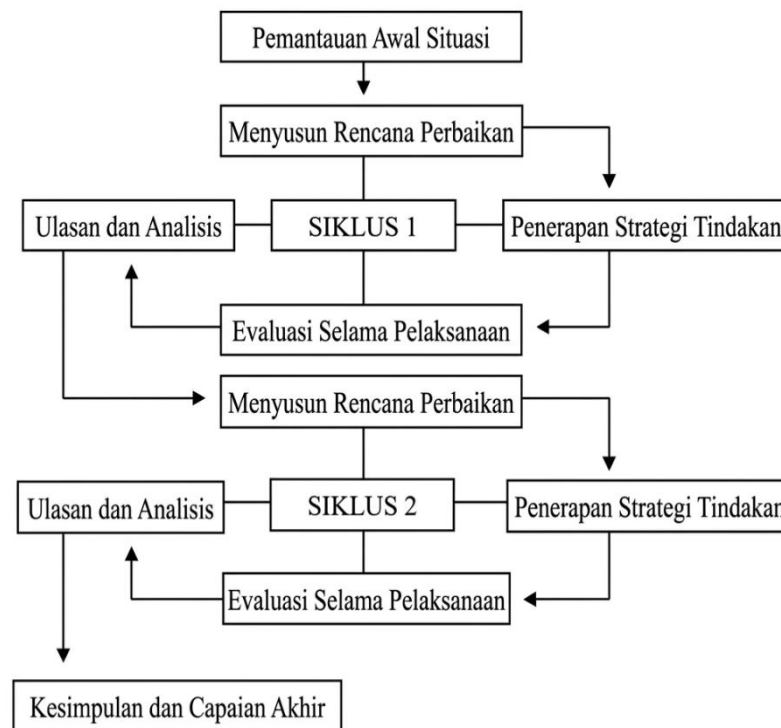 Pemantauan Awal Situasi
Menyusun Rencana Perbaikan
Ulasan dan Analisis
SIKLUS 1
Penerapan Strategi Tindakan
Evaluasi Selama Pelaksanaan
Menyusun Rencana Perbaikan
Ulasan dan Analisis
SIKLUS 2
Penerapan Strategi Tindakan
Evaluasi Selama Pelaksanaan
Kesimpulan dan Capaian Akhir